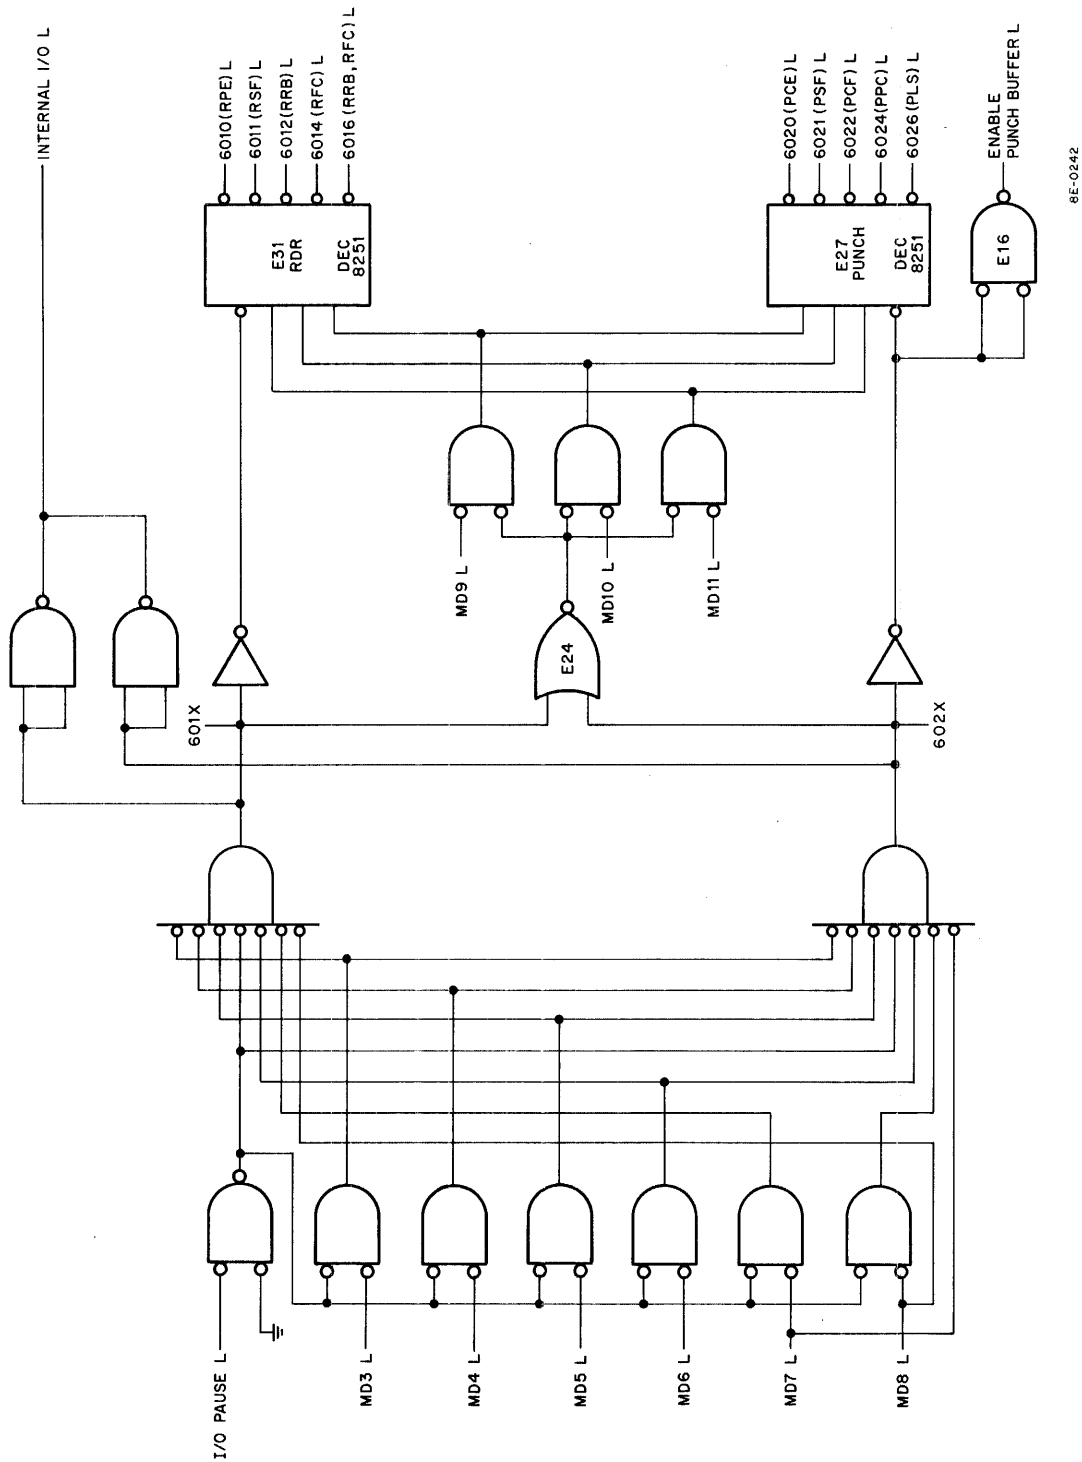 INTERNAL I/O L
6010 (RPE) L
6011 (RSF) L
6012 (RRB) L
6014 (RFC) L
6016 (RRB, RFC) L
E31
RDR
DEC
8251
6020 (PCE) L
6021 (PSF) L
6022 (PCF) L
6024 (PPC) L
6026 (PLS) L
E27
PUNCH
DEC
8251
ENABLE
PUNCH BUFFER L
E16
8E-0242
MD9 L
MD10 L
MD11 L
E24
601X
602X
I/O PAUSE L
MD3 L
MD4 L
MD5 L
MD6 L
MD7 L
MD8 L